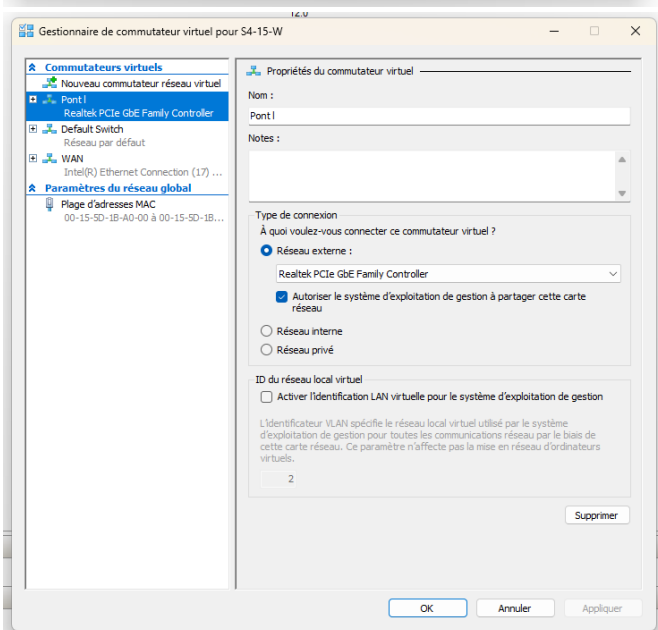 12.0
Gestionnaire de commutateur virtuel pour S4-15-W
Commutateurs virtuels
Nouveau commutateur réseau virtuel
Pont l
Realtek PCIe GbE Family Controller
Default Switch
Réseau par défaut
WAN
Intel(R) Ethernet Connection (17) ...
Paramètres du réseau global
Plage d'adresses MAC
00-15-5D-1B-A0-00 à 00-15-5D-1B...
Propriétés du commutateur virtuel
Nom :
Pont l
Notes :
Type de connexion
À quoi voulez-vous connecter ce commutateur virtuel ?
Réseau externe :
Realtek PCIe GbE Family Controller
Autoriser le système d'exploitation de gestion à partager cette carte
réseau
Réseau interne
Réseau privé
ID du réseau local virtuel
Activer l'identification LAN virtuelle pour le système d'exploitation de gestion
L'identificateur VLAN spécifie le réseau local virtuel utilisé par le système
d'exploitation de gestion pour toutes les communications réseau par le biais de
cette carte réseau. Ce paramètre n'affecte pas la mise en réseau d'ordinateurs
virtuels.
2
Supprimer
OK
Annuler
Appliquer